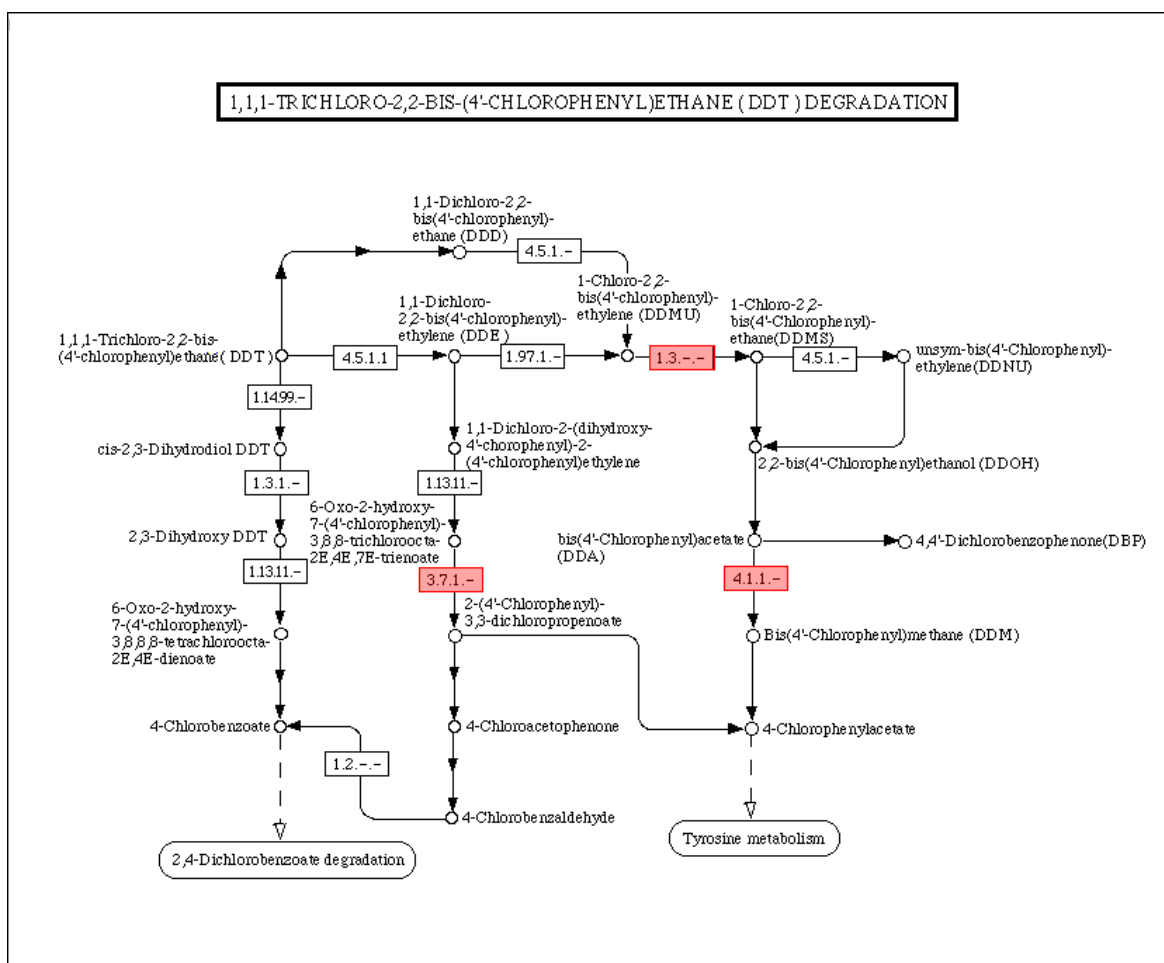 1,1,1-TRICHLORO-2,2-BIS-(4'-CHLOROPHENYL)ETHANE ( DDT ) DEGRADATION
1,1-Dichloro-2,2-
bis(4'-chlorophenyl)-
ethane (DDD)
4.5.1.-
1-Chloro-2,2-
bis(4'-chlorophenyl)-
ethylene (DDMU)
1,1-Dichloro-
2,2-bis(4'-chlorophenyl)-
ethylene (DDE)
1-Chloro-2,2-
bis(4'-Chlorophenyl)-
ethane(DDMS)
1,1,1-Trichloro-2,2-bis-
(4'-chlorophenyl)ethane( DDT)
4.5.1.1
1.97.1.-
1.3.-.-
4.5.1.-
unsym-bis(4'-Chlorophenyl)-
ethylene(DDNU)
1.14.99.-
cis-2,3-Dihydrodiol DDT
1,1-Dichloro-2-(dihydroxy-
4'-chorophenyl)-2-
(4'-chlorophenyl)ethylene
2,2-bis(4'-Chlorophenyl)ethanol (DDOH)
1.3.1.-
1.13.11.-
2,3-Dihydroxy DDT
6-Oxo-2-hydroxy-
7-(4'-chlorophenyl)-
3,8,8-trichloroocta-
2E,4E,7E-trienoate
bis(4'-Chlorophenyl)acetate
(DDA)
4,4'-Dichlorobenzophenone(DBP)
1.13.11.-
3.7.1.-
4.1.1.-
6-Oxo-2-hydroxy-
7-(4'-chlorophenyl)-
3,8,8,8-tetrachloroocta-
2E,4E-dienoate
2-(4'-Chlorophenyl)-
3,3-dichloropropenoate
Bis(4'-Chlorophenyl)methane (DDM)
4-Chlorobenzoate
4-Chloroacetophenone
4-Chlorophenylacetate
1.2.-.-
4-Chlorobenzaldehyde
2,4-Dichlorobenzoate degradation
Tyrosine metabolism